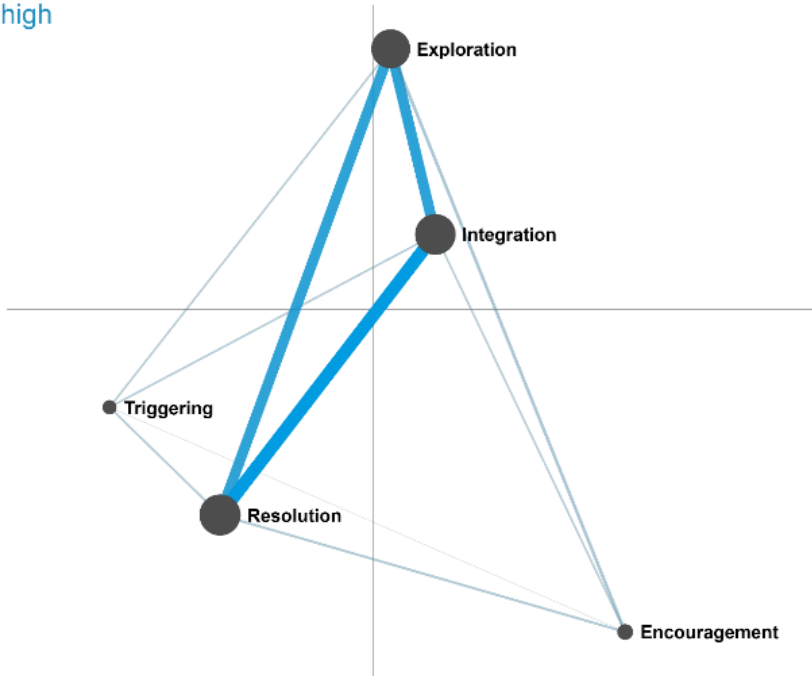 high
Exploration
Integration
Triggering
Resolution
Encouragement